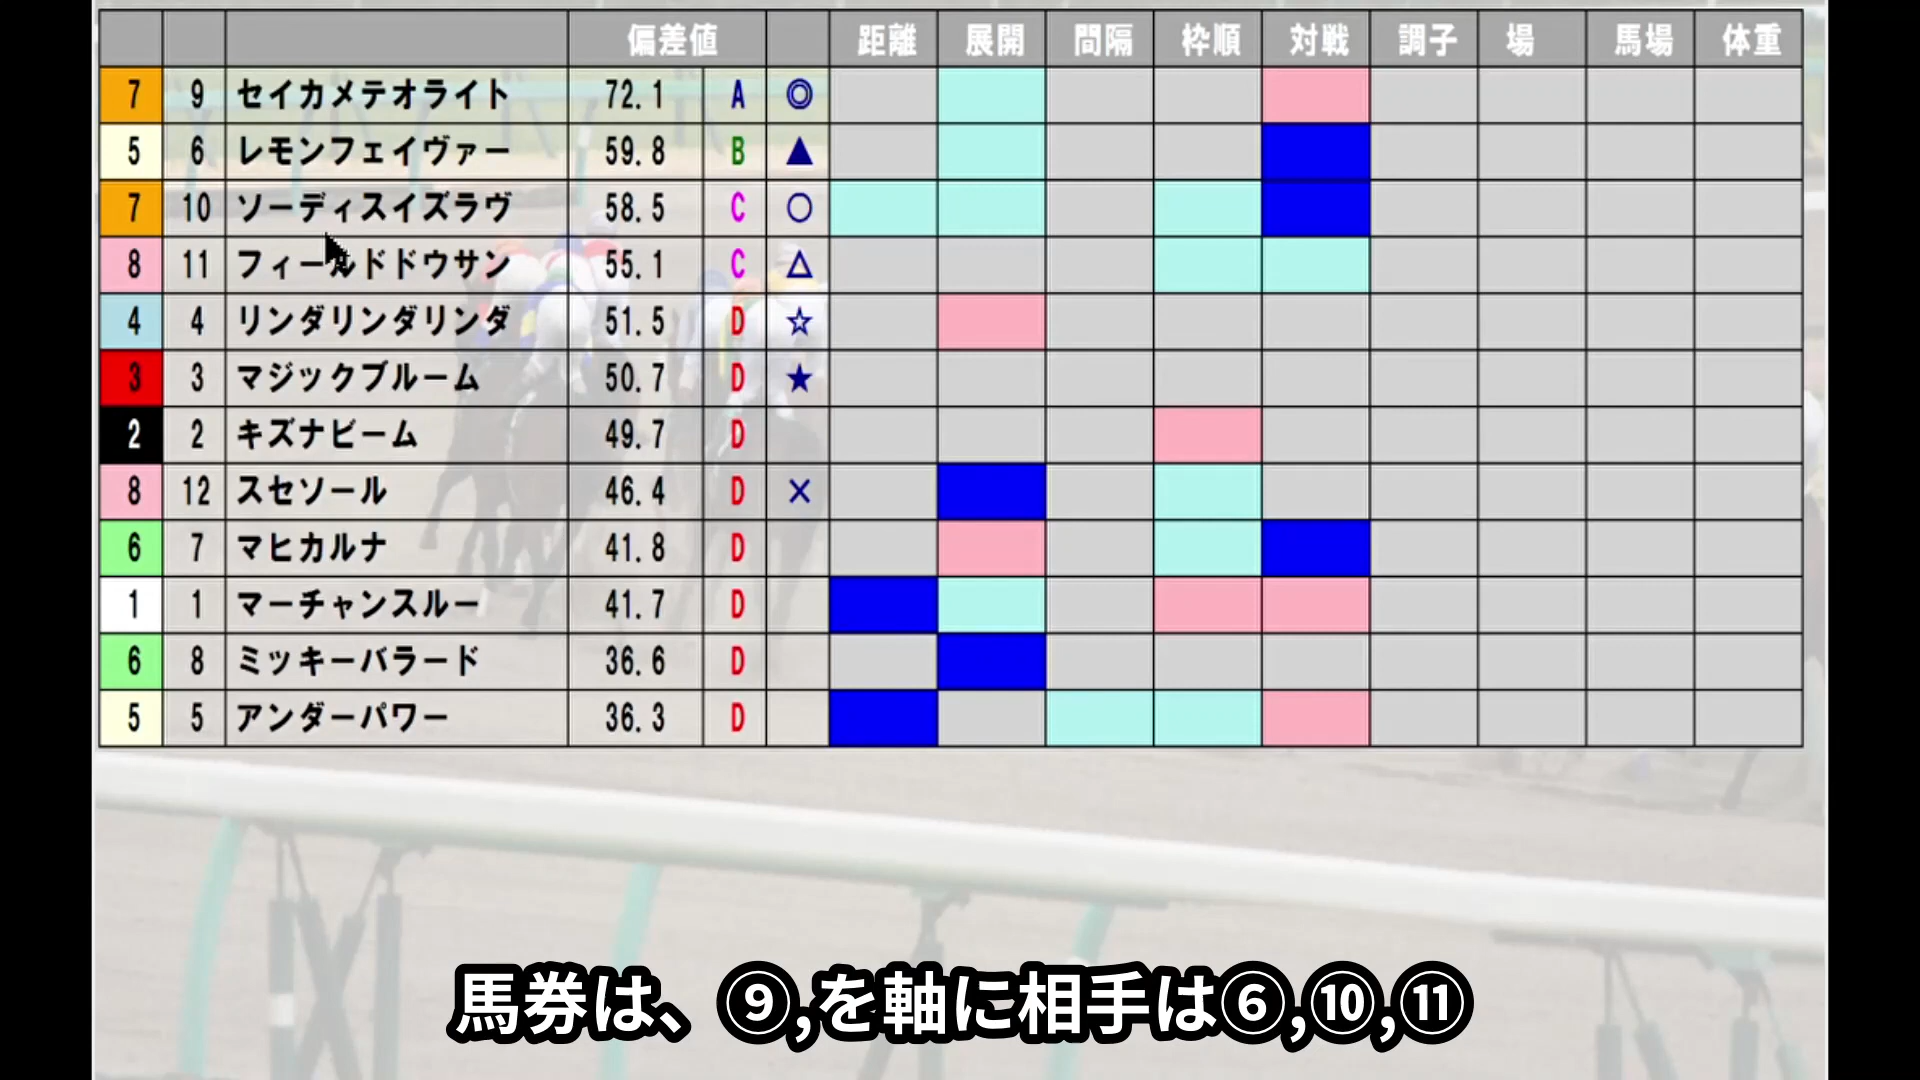 偏差値 距離 展開 間隔 枠順 対戦 調子 場 馬場 体重
7 9 セイカメテオライト 72.1 A ◎
5 6 レモンフェイヴァー 59.8 B ▲
7 10 ソーディスイズラヴ 58.5 C ○
8 11 フィールドドウサン 55.1 C △
4 4 リンダリンダリンダ 51.5 D ☆
3 3 マジックブルーム 50.7 D ★
2 2 キズナビーム 49.7 D
8 12 スセソール 46.4 D ×
6 7 マヒカルナ 41.8 D
1 1 マーチャンスルー 41.7 D
6 8 ミッキーバラード 36.6 D
5 5 アンダーパワー 36.3 D
馬券は、⑨,を軸に相手は⑥,⑩,⑪